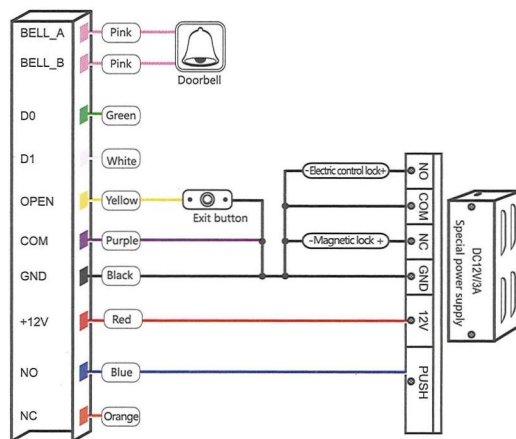 BELL_A
Pink
BELL_B
Pink
Doorbell
D0
Green
D1
White
OPEN
Yellow
Exit button
COM
Purple
GND
Black
+12V
Red
NO
Blue
NC
Orange
-Electric control lock+
-Magnetic lock +
NO
COM
NC
GND
12V
PUSH
DC12V/3A
Special power supply